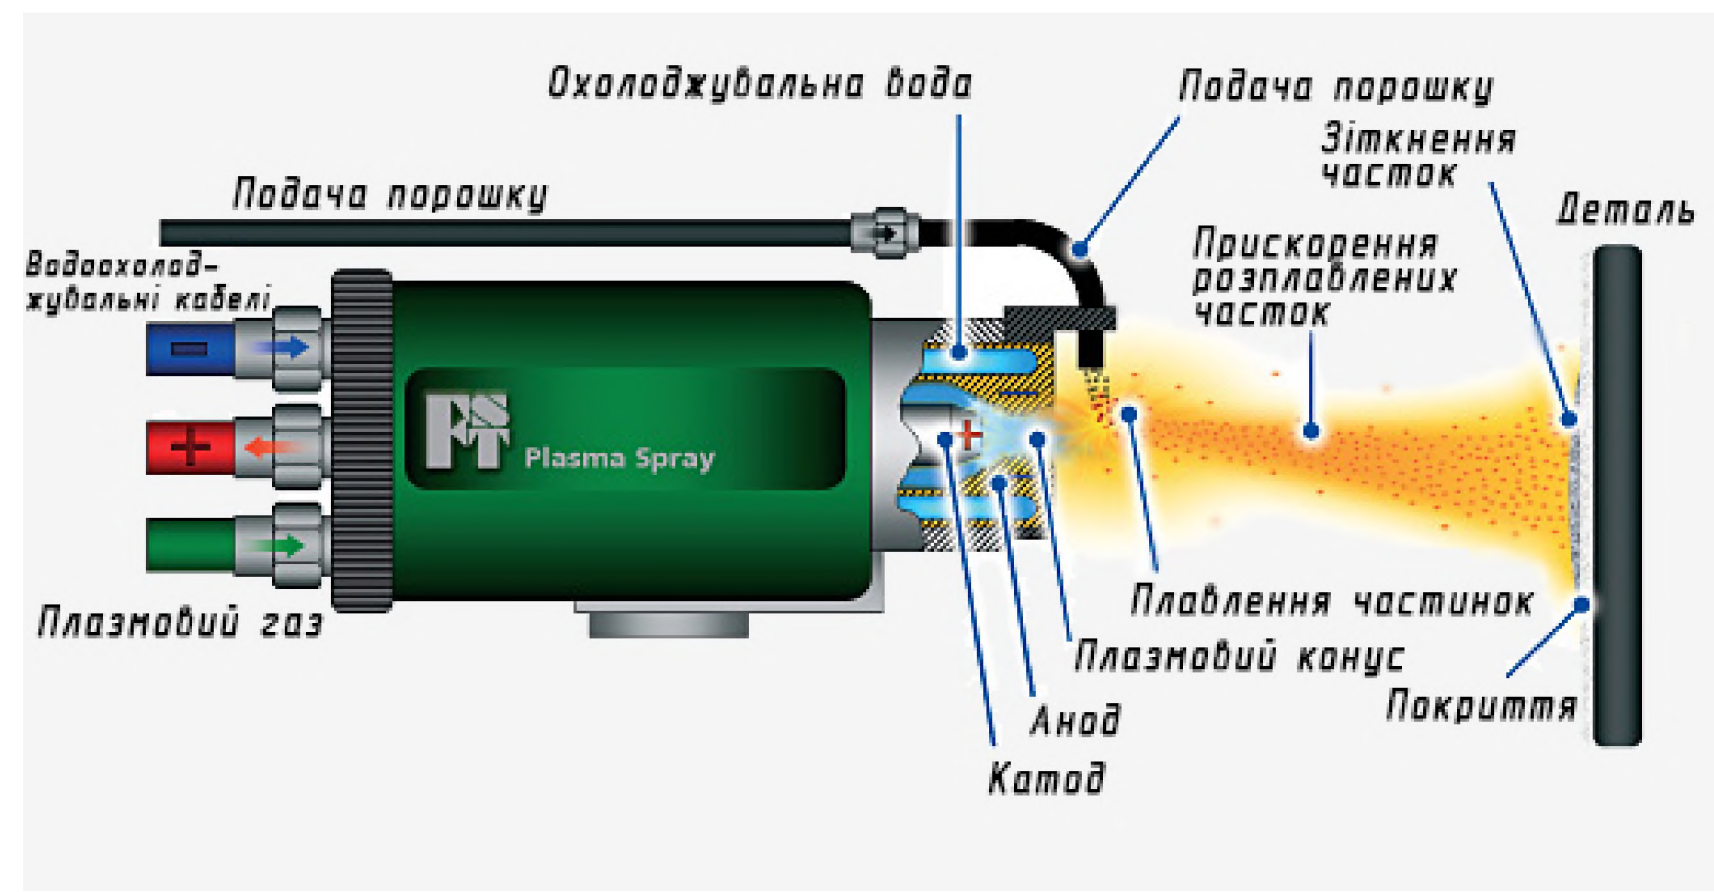 Охолоджувальна вода
Подача порошку
Зіткнення
часток
Подача порошку
Деталь
Прискорення
розплавлених
часток
Водоохолод-
жувальні кабелі
-
+
PST
Plasma Spray
+
Плазмовий газ
Плавлення частинок
Плазмовий конус
Покриття
Анод
Катод